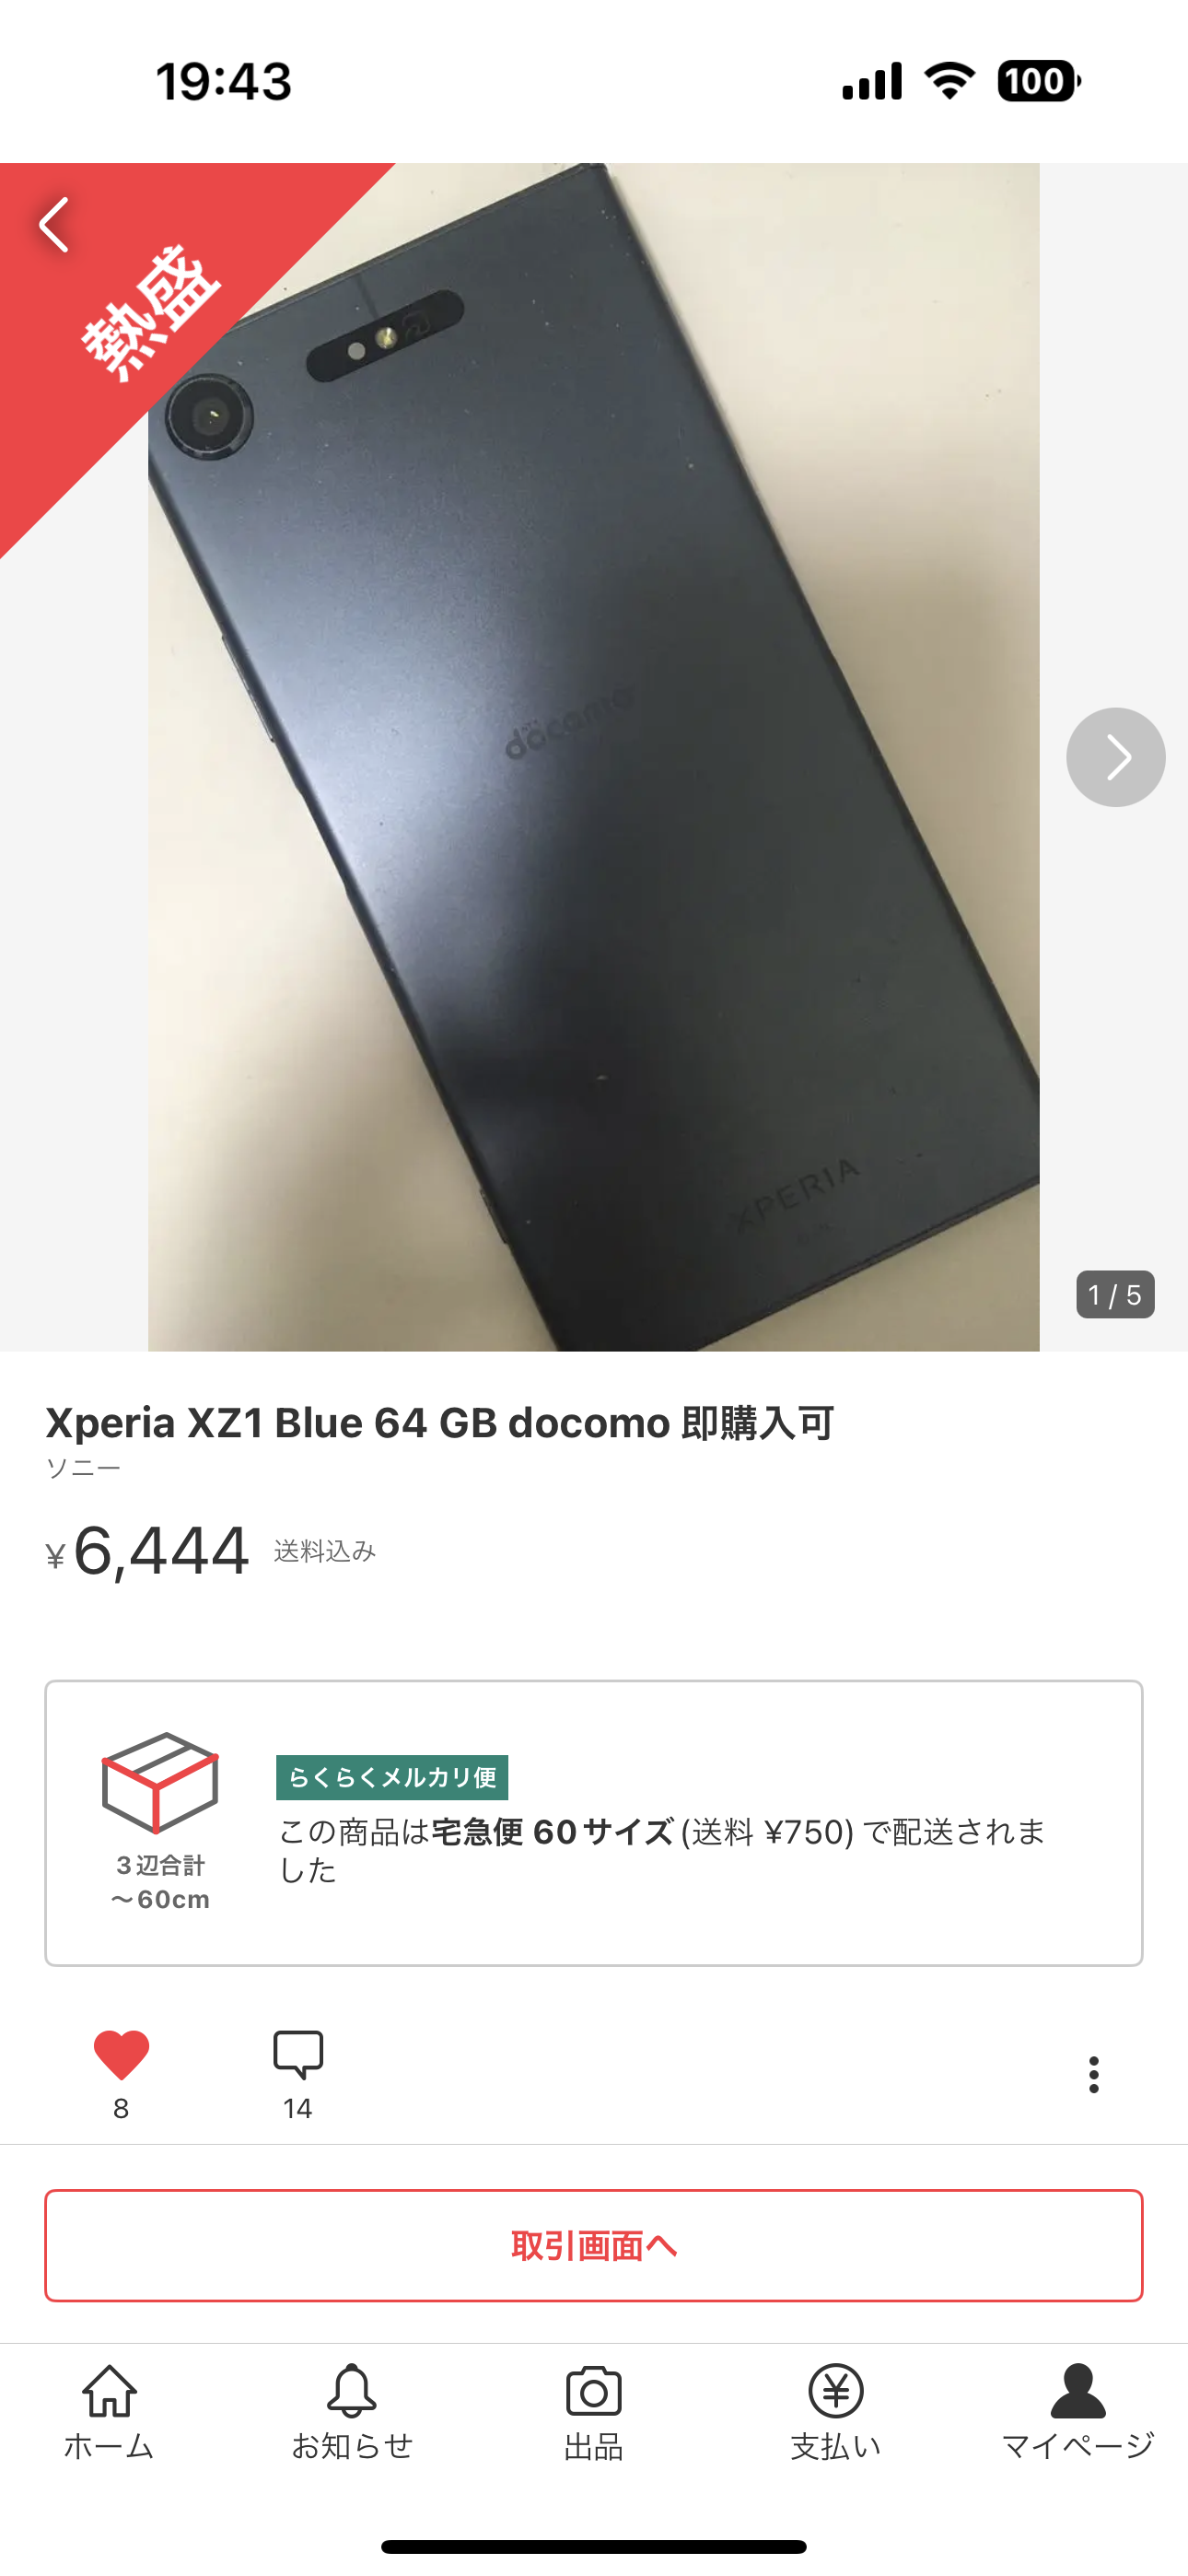 19:43
100
熱盛
docomo
XPERIA
1 / 5
Xperia XZ1 Blue 64 GB docomo 即購入可
ソニー
¥6,444 送料込み
らくらくメルカリ便
この商品は宅急便 60サイズ(送料 ¥750)で配送されま
した
3辺合計
～60cm
8
14
取引画面へ
ホーム
お知らせ
出品
支払い
マイページ